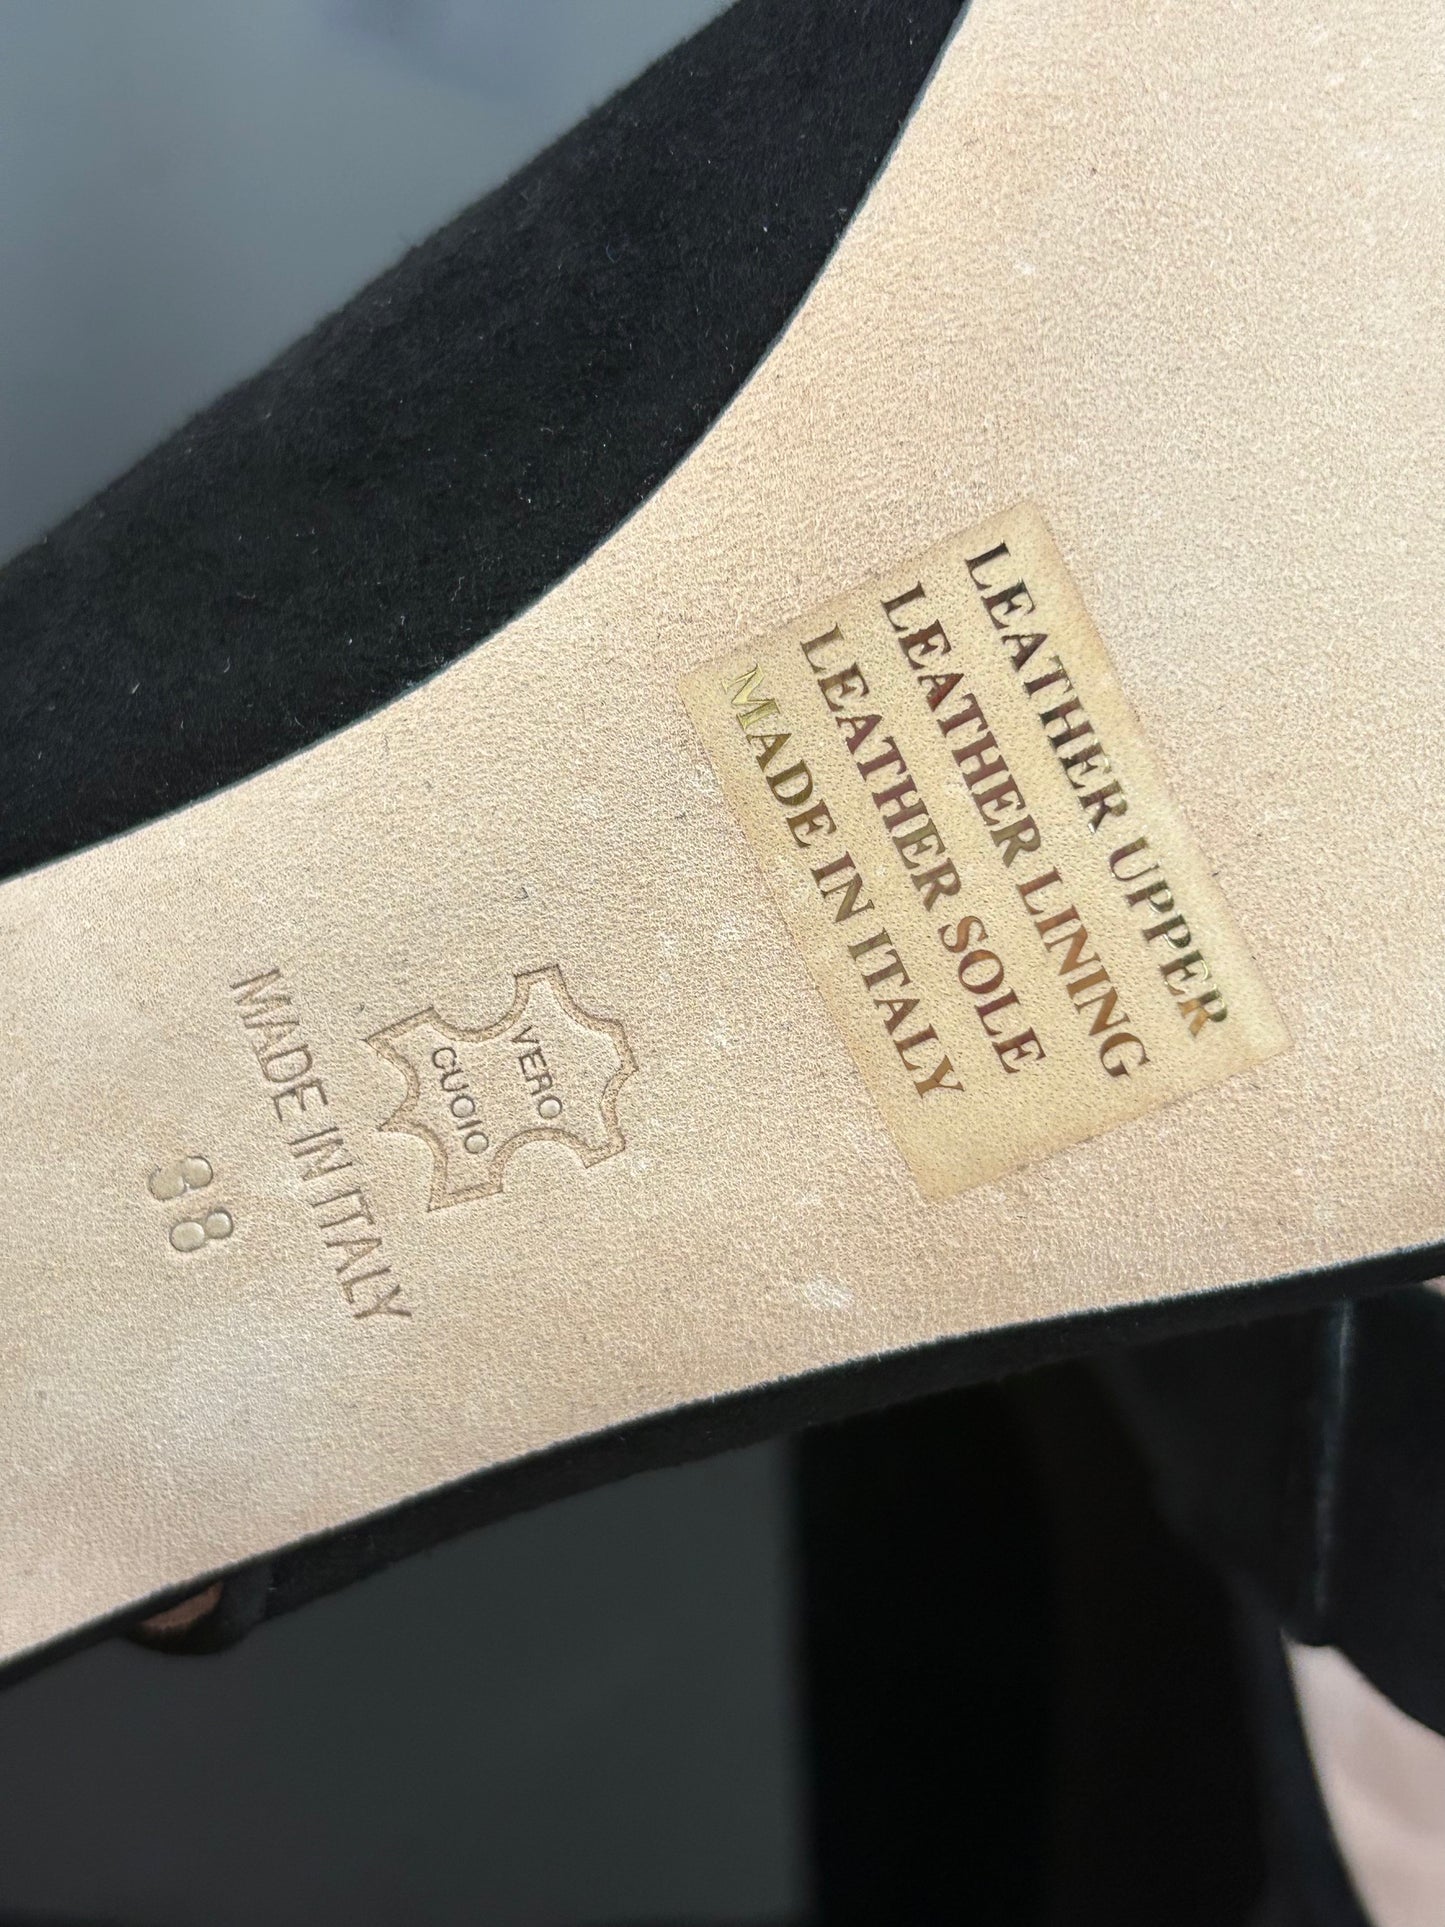 LEATHER UPPER
LEATHER LINING
LEATHER SOLE
MADE IN ITALY
VERO
CUOIO
MADE IN ITALY
38